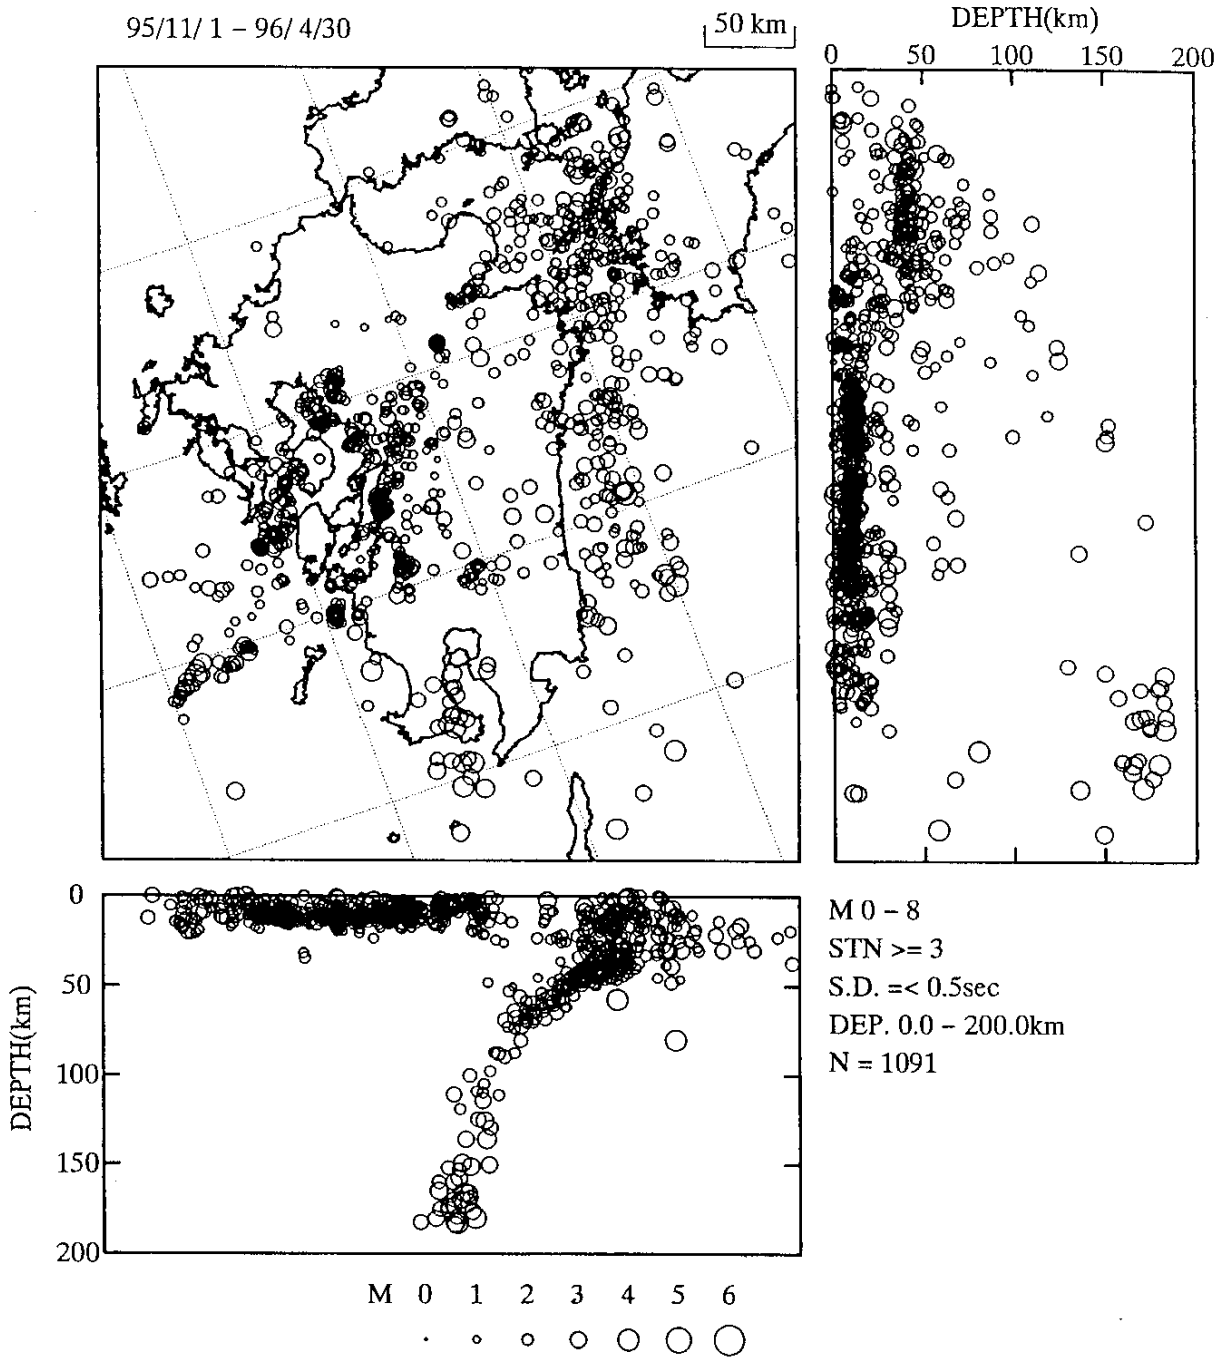 95/11/ 1 – 96/ 4/30
50 km
DEPTH(km)
0 50 100 150 200
0
50
100
150
200
DEPTH(km)
M 0 – 8
STN >= 3
S.D. =< 0.5sec
DEP. 0.0 – 200.0km
N = 1091
M 0 1 2 3 4 5 6